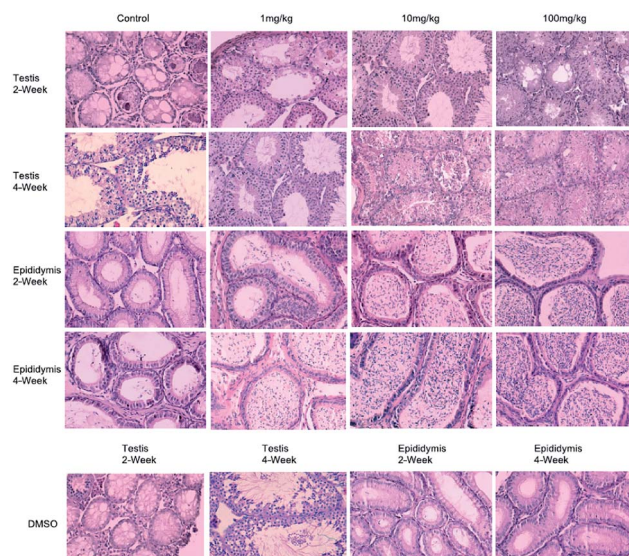 Control 1mg/kg 10mg/kg 100mg/kg
Testis
2-Week
Testis
4-Week
Epididymis
2-Week
Epididymis
4-Week
Testis
2-Week
Testis
4-Week
Epididymis
2-Week
Epididymis
4-Week
DMSO